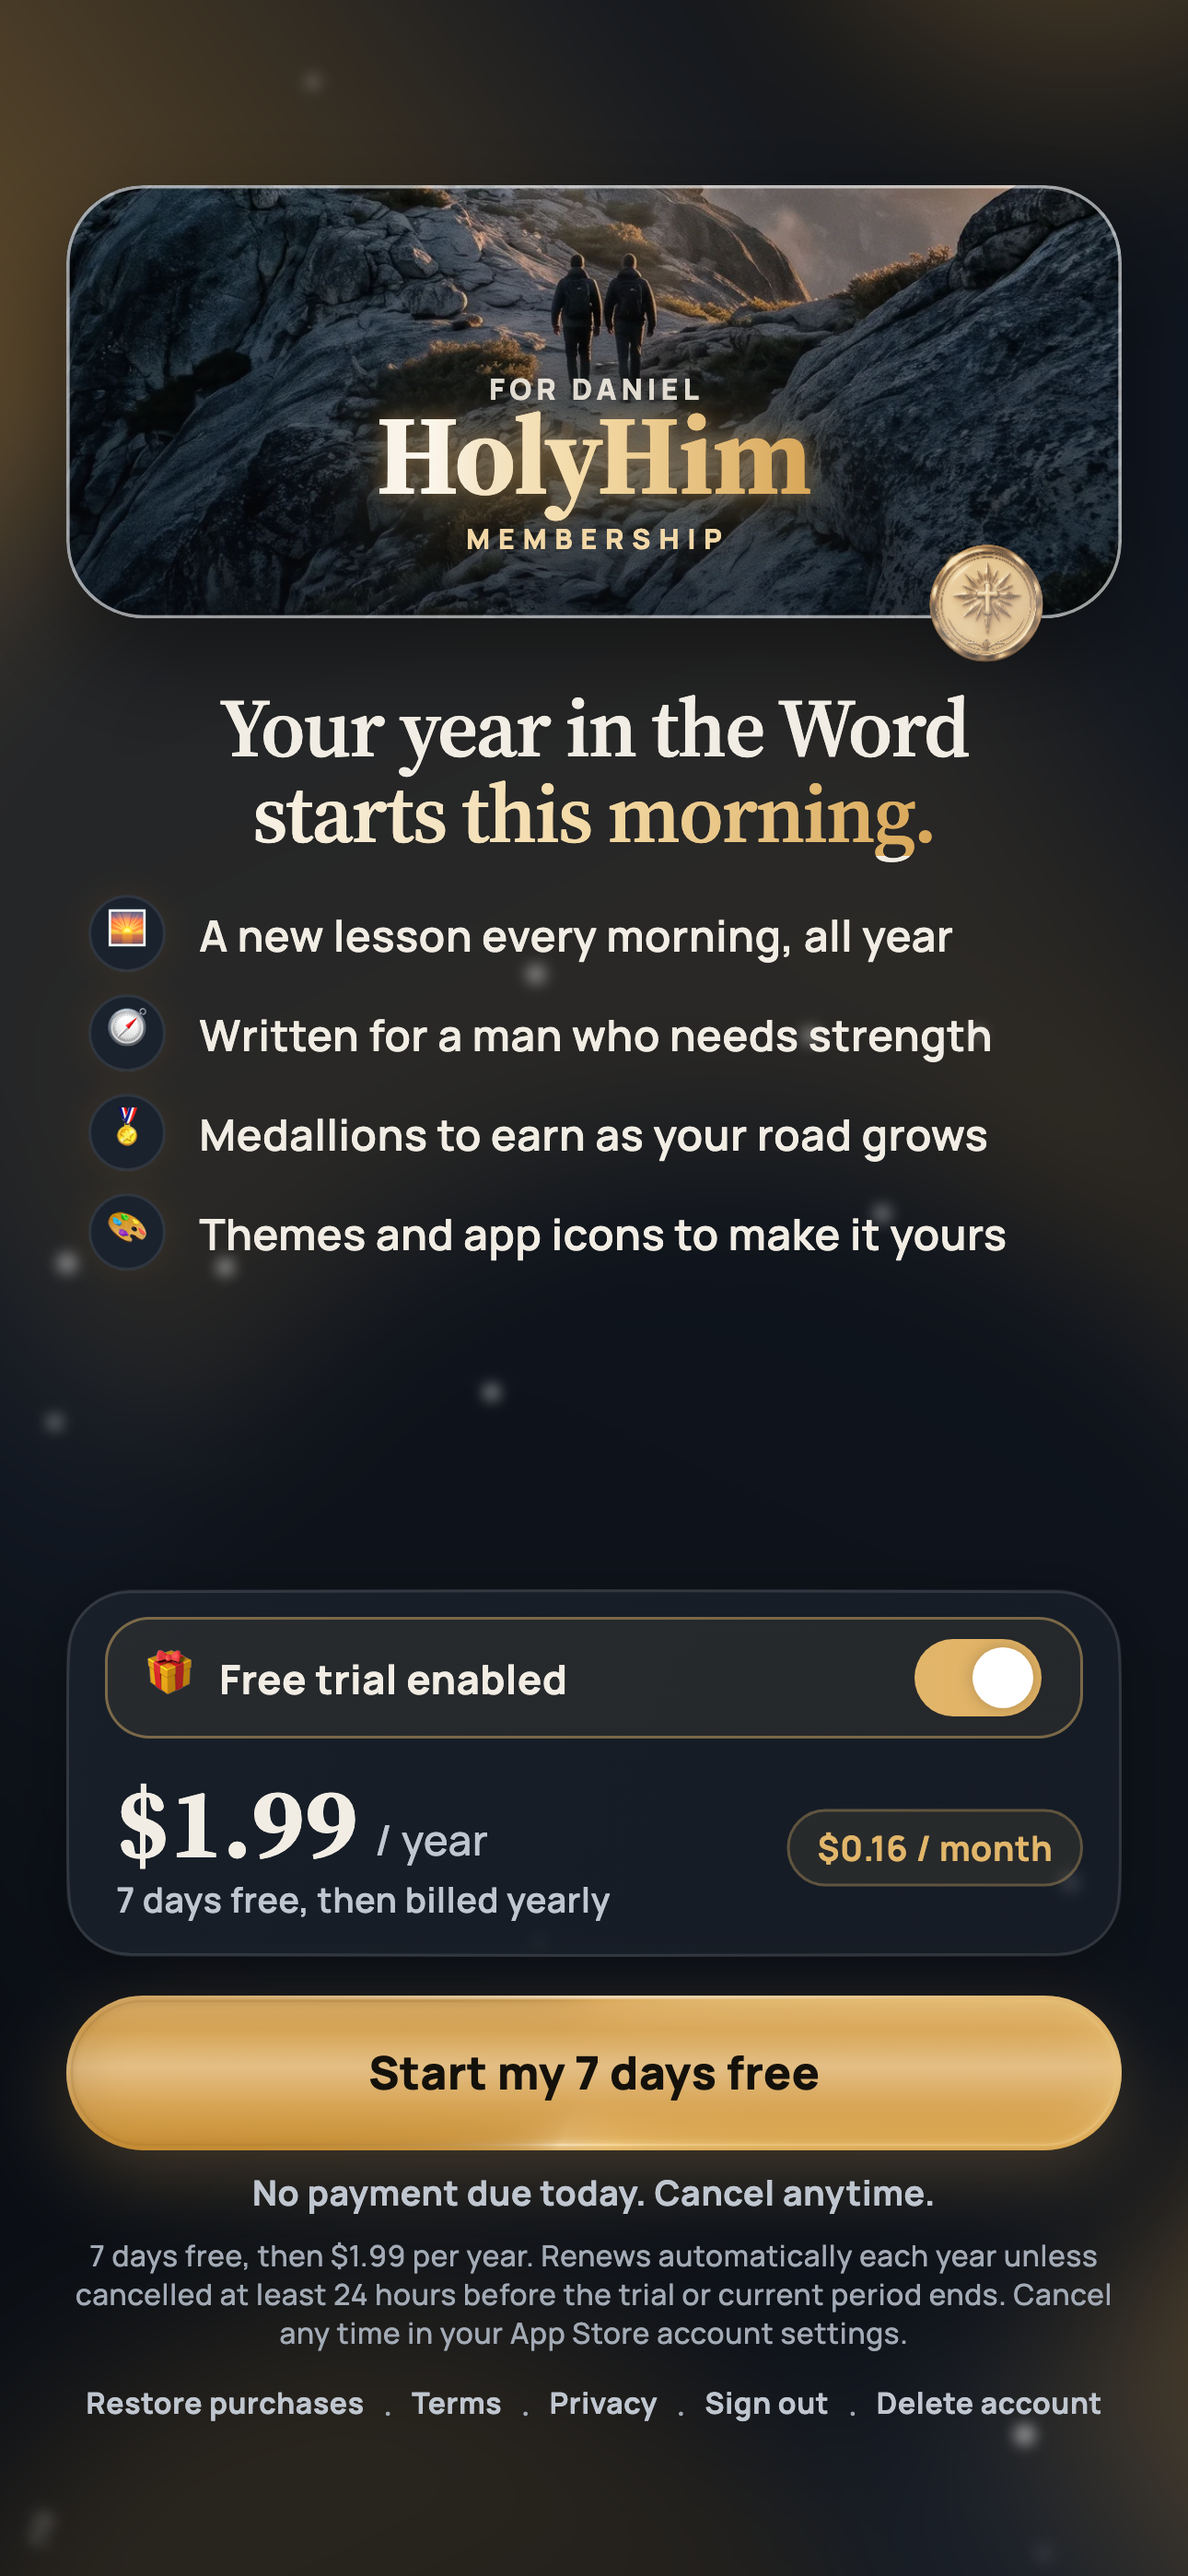 FOR DANIEL
HolyHim
MEMBERSHIP
Your year in the Word
starts this morning.
A new lesson every morning, all year
Written for a man who needs strength
Medallions to earn as your road grows
Themes and app icons to make it yours
Free trial enabled
$1.99 / year
$0.16 / month
7 days free, then billed yearly
Start my 7 days free
No payment due today. Cancel anytime.
7 days free, then $1.99 per year. Renews automatically each year unless
cancelled at least 24 hours before the trial or current period ends. Cancel
any time in your App Store account settings.
Restore purchases . Terms . Privacy . Sign out . Delete account